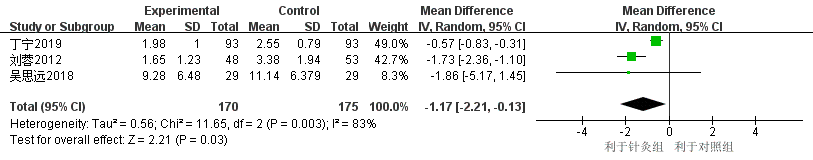 Experimental Control Mean Difference Mean Difference
Study or Subgroup Mean SD Total Mean SD Total Weight IV, Random, 95% CI IV, Random, 95% CI
丁宁2019 1.98 1 93 2.55 0.79 93 49.0% -0.57 [-0.83, -0.31]
刘蓉2012 1.65 1.23 48 3.38 1.94 53 42.7% -1.73 [-2.36, -1.10]
吴思远2018 9.28 6.48 29 11.14 6.379 29 8.3% -1.86 [-5.17, 1.45]
Total (95% CI) 170 175 100.0% -1.17 [-2.21, -0.13]
Heterogeneity: Tau² = 0.56; Chi² = 11.65, df = 2 (P = 0.003); I² = 83%
Test for overall effect: Z = 2.21 (P = 0.03)
-4 -2 0 2 4
利于针灸组 利于对照组